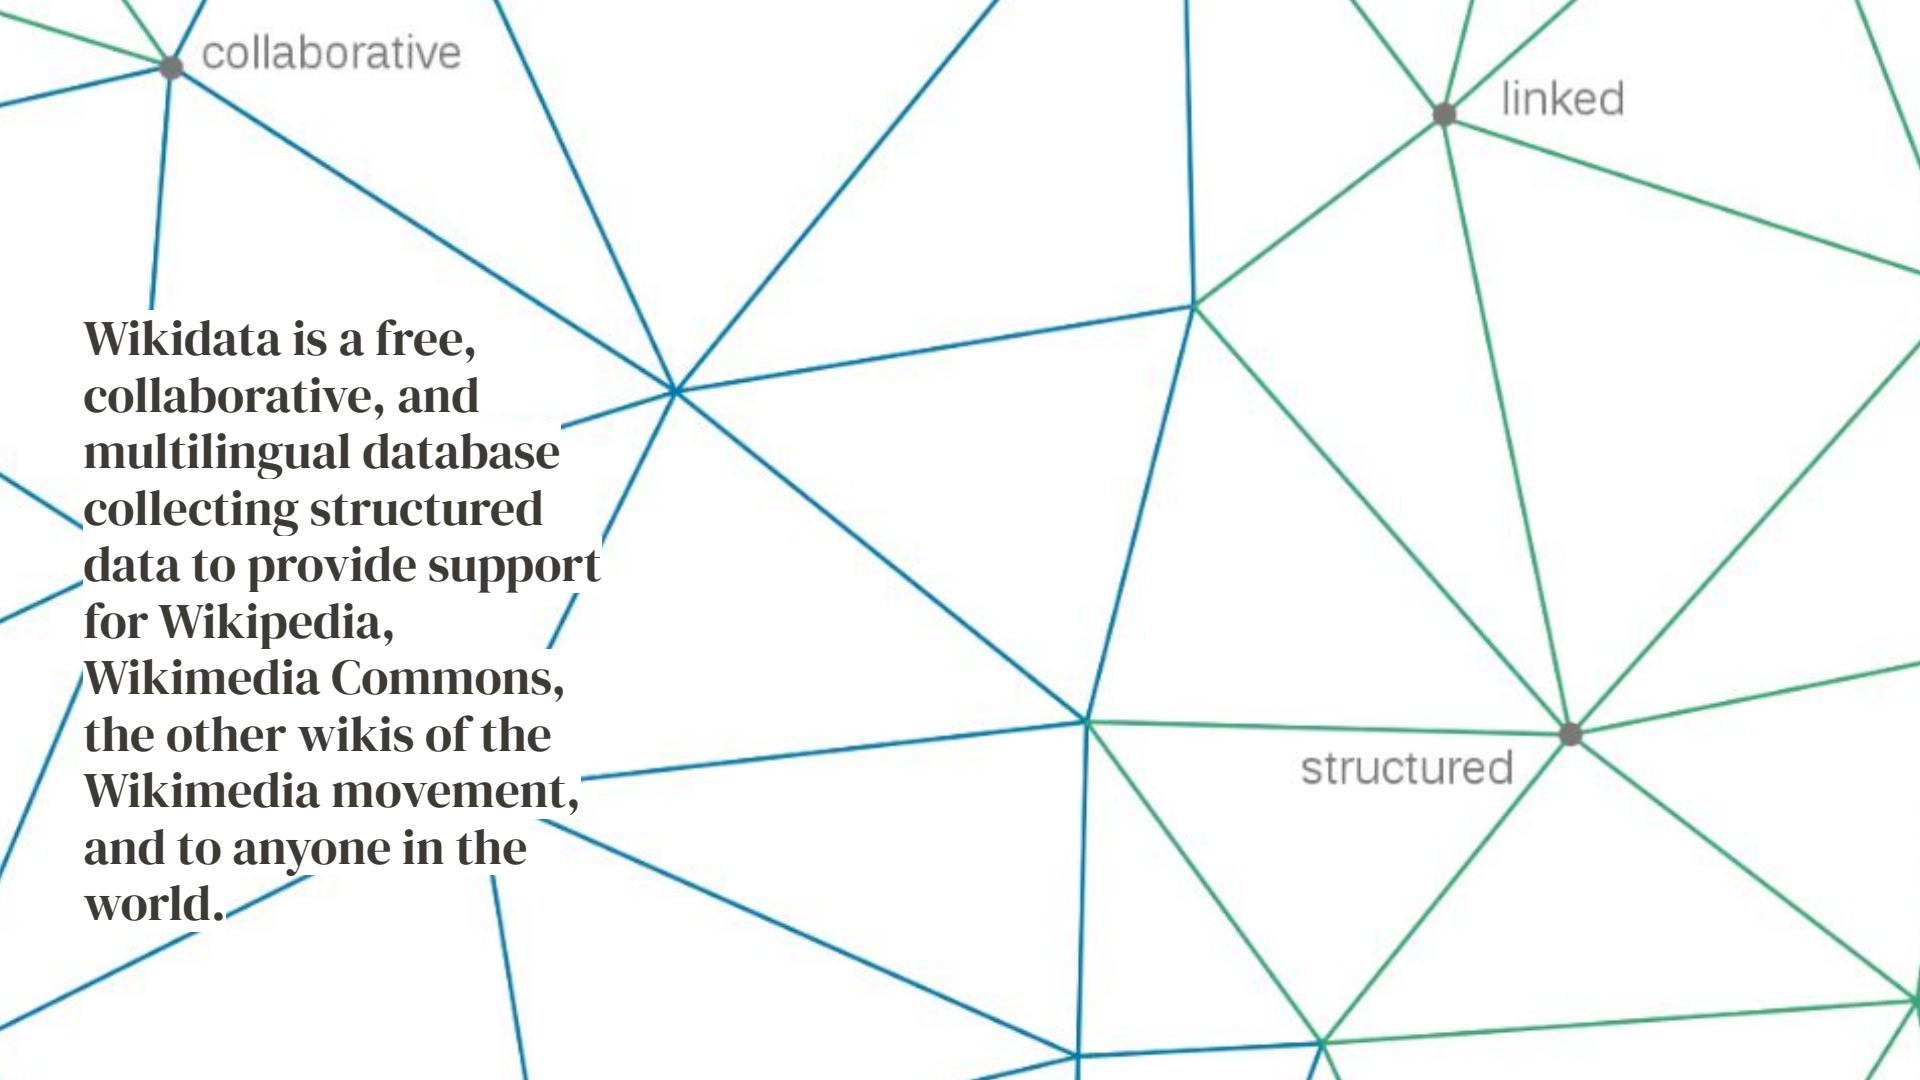 collaborative
linked
Wikidata is a free,
collaborative, and
multilingual database
collecting structured
data to provide support
for Wikipedia,
Wikimedia Commons,
the other wikis of the
Wikimedia movement,
and to anyone in the
world.
structured